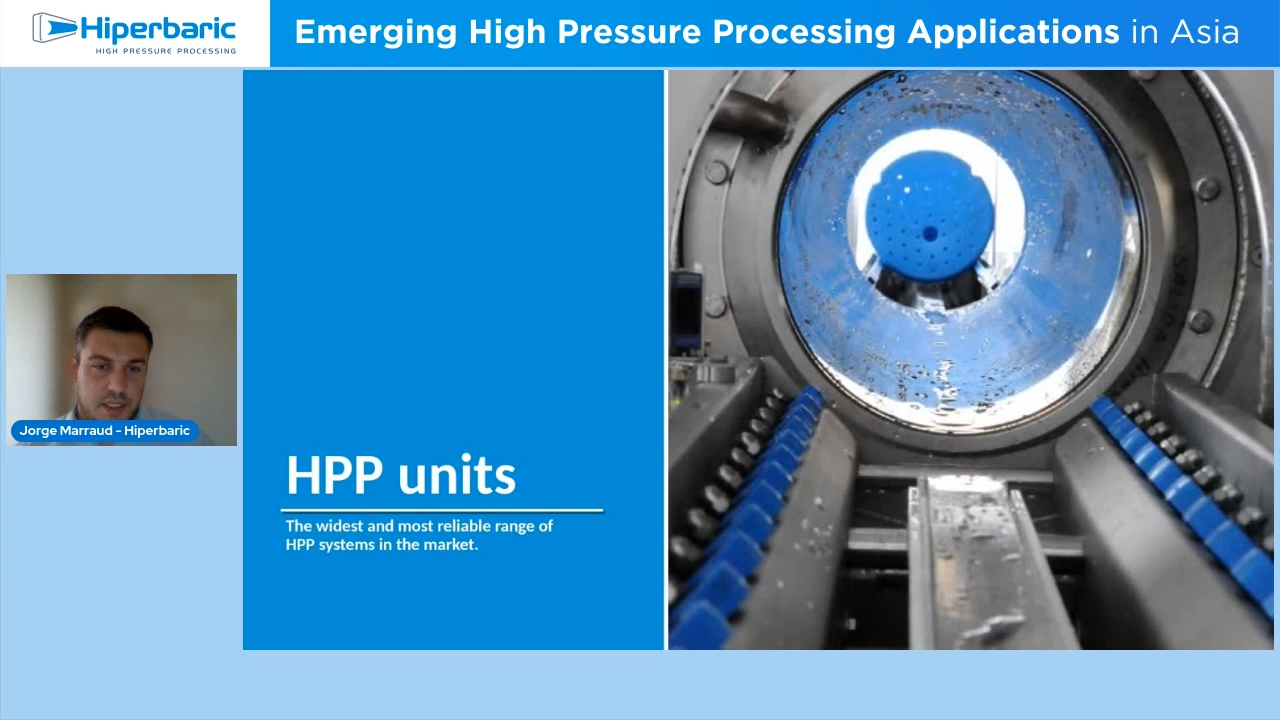 Hiperbaric
HIGH PRESSURE PROCESSING
Emerging High Pressure Processing Applications in Asia
Jorge Marraud – Hiperbaric
HPP units
The widest and most reliable range of
HPP systems in the market.